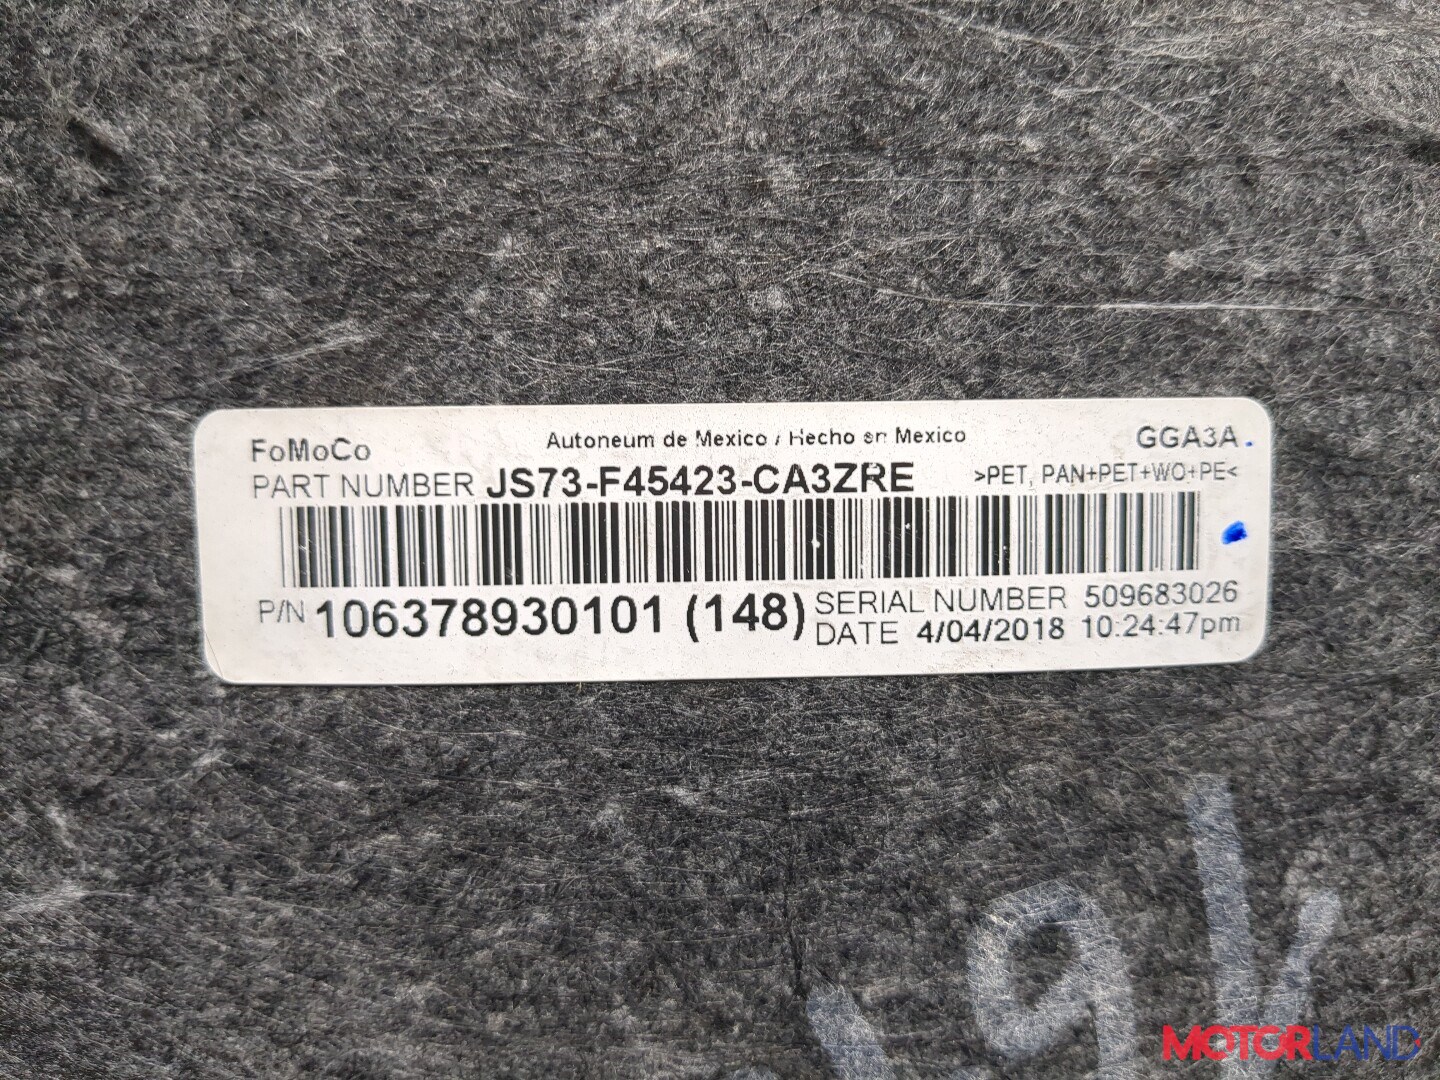 FoMoCo
Autoneum de Mexico / Hecho en Mexico
GGA3A
PART NUMBER JS73-F45423-CA3ZRE
>PET, PAN+PET+WO+PE<
P/N 106378930101 (148)
SERIAL NUMBER 509683026
DATE 4/04/2018 10:24:47pm
MOTORLAND